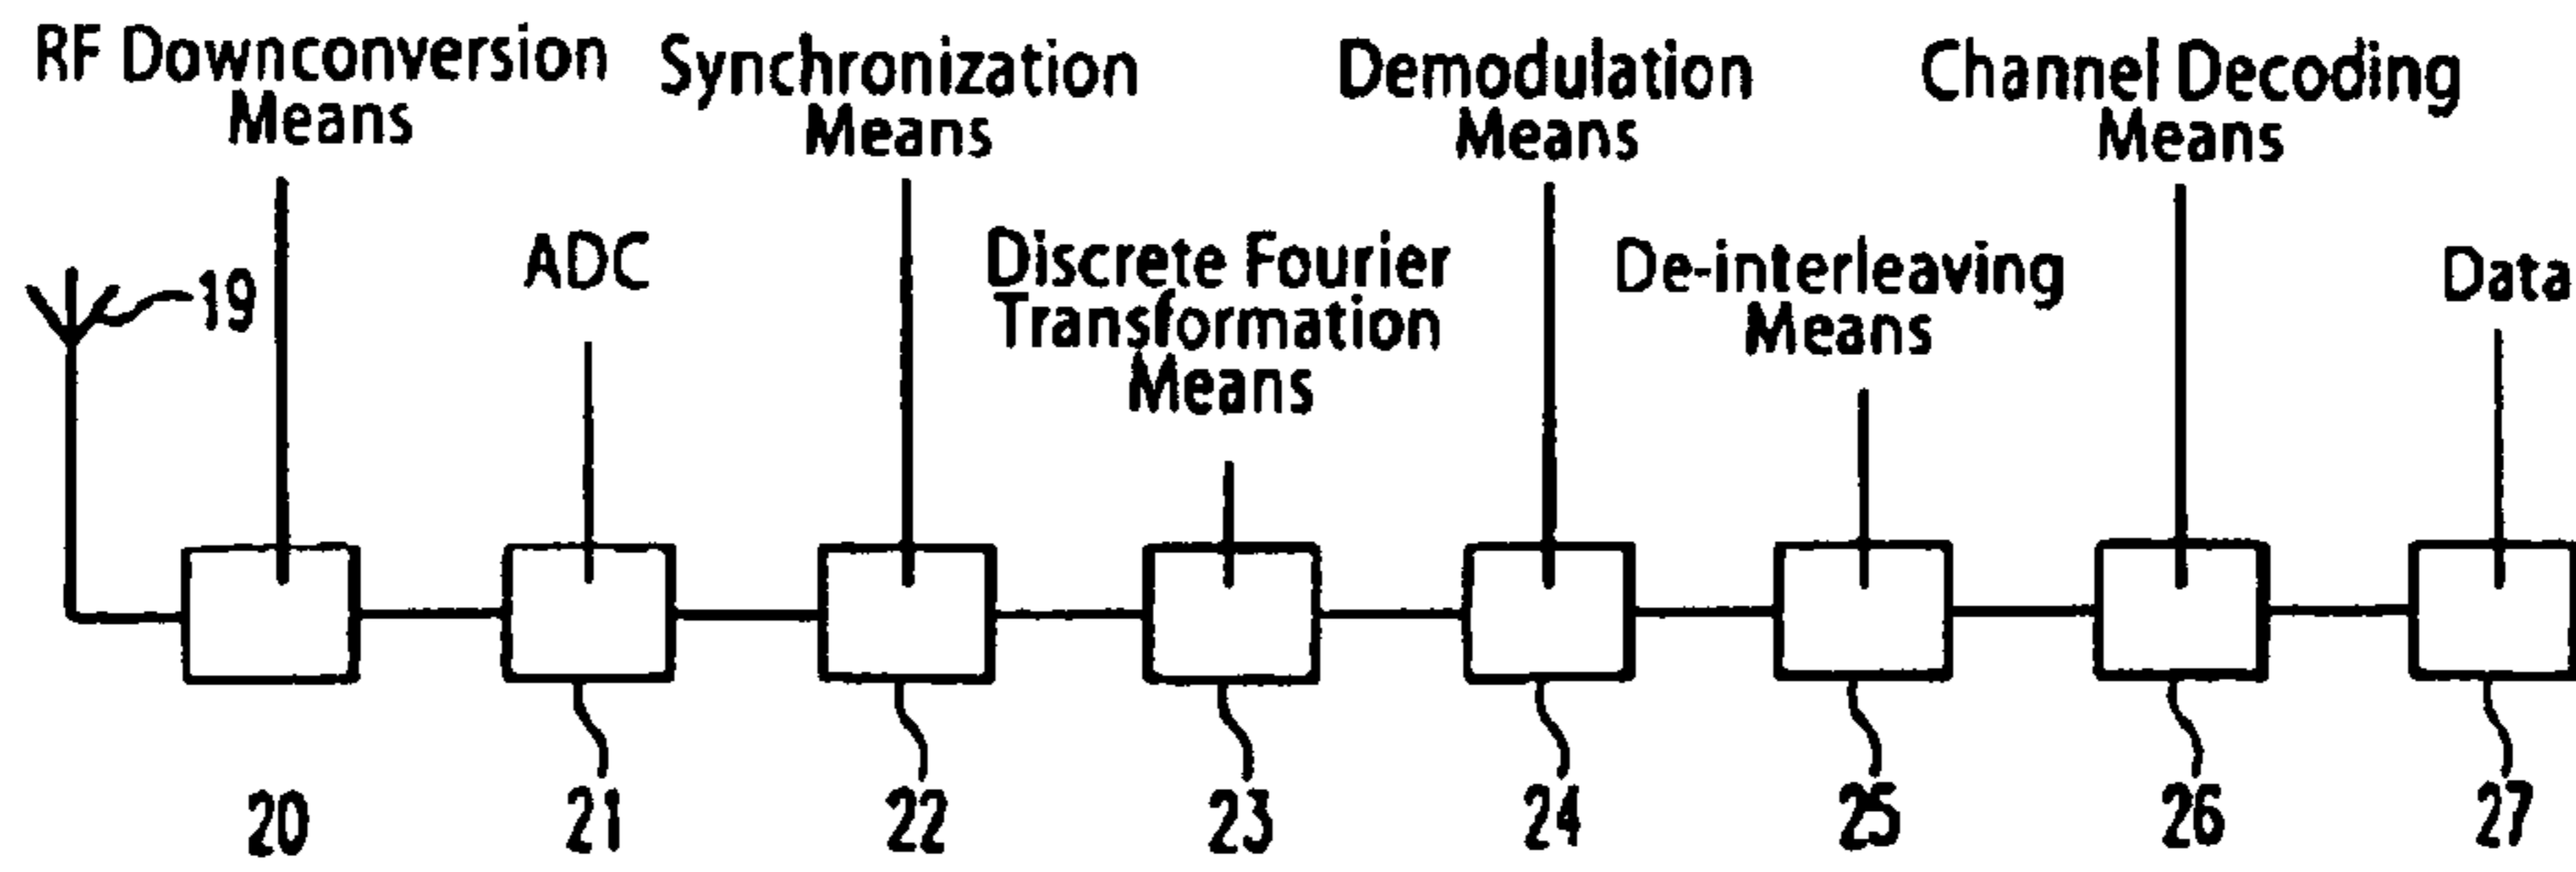 RF Downconversion
Means
Synchronization
Means
Demodulation
Means
Channel Decoding
Means
19
ADC
Discrete Fourier
Transformation
Means
De-interleaving
Means
Data
20
21
22
23
24
25
26
27